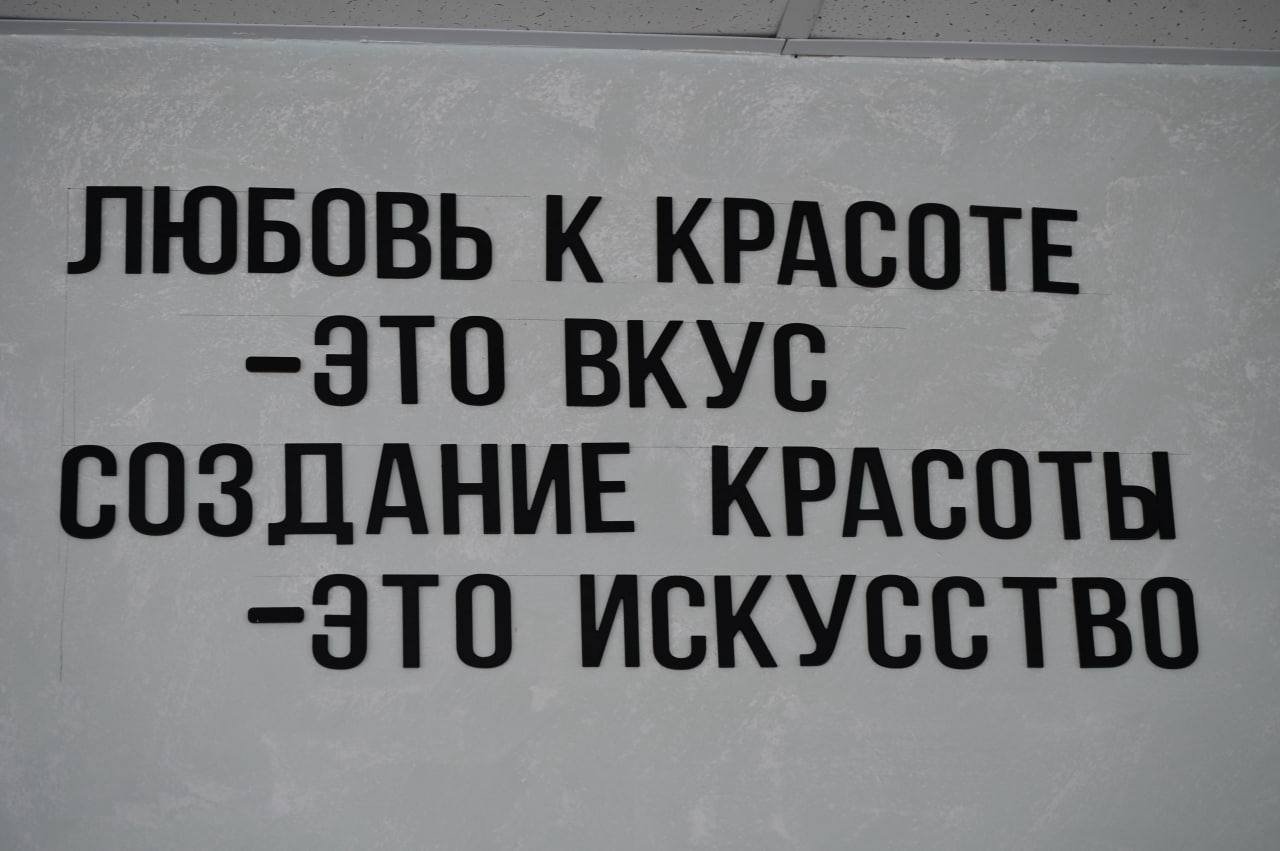 ЛЮБОВЬ К КРАСОТЕ
-ЭТО ВКУС
СОЗДАНИЕ КРАСОТЫ
-ЭТО ИСКУССТВО